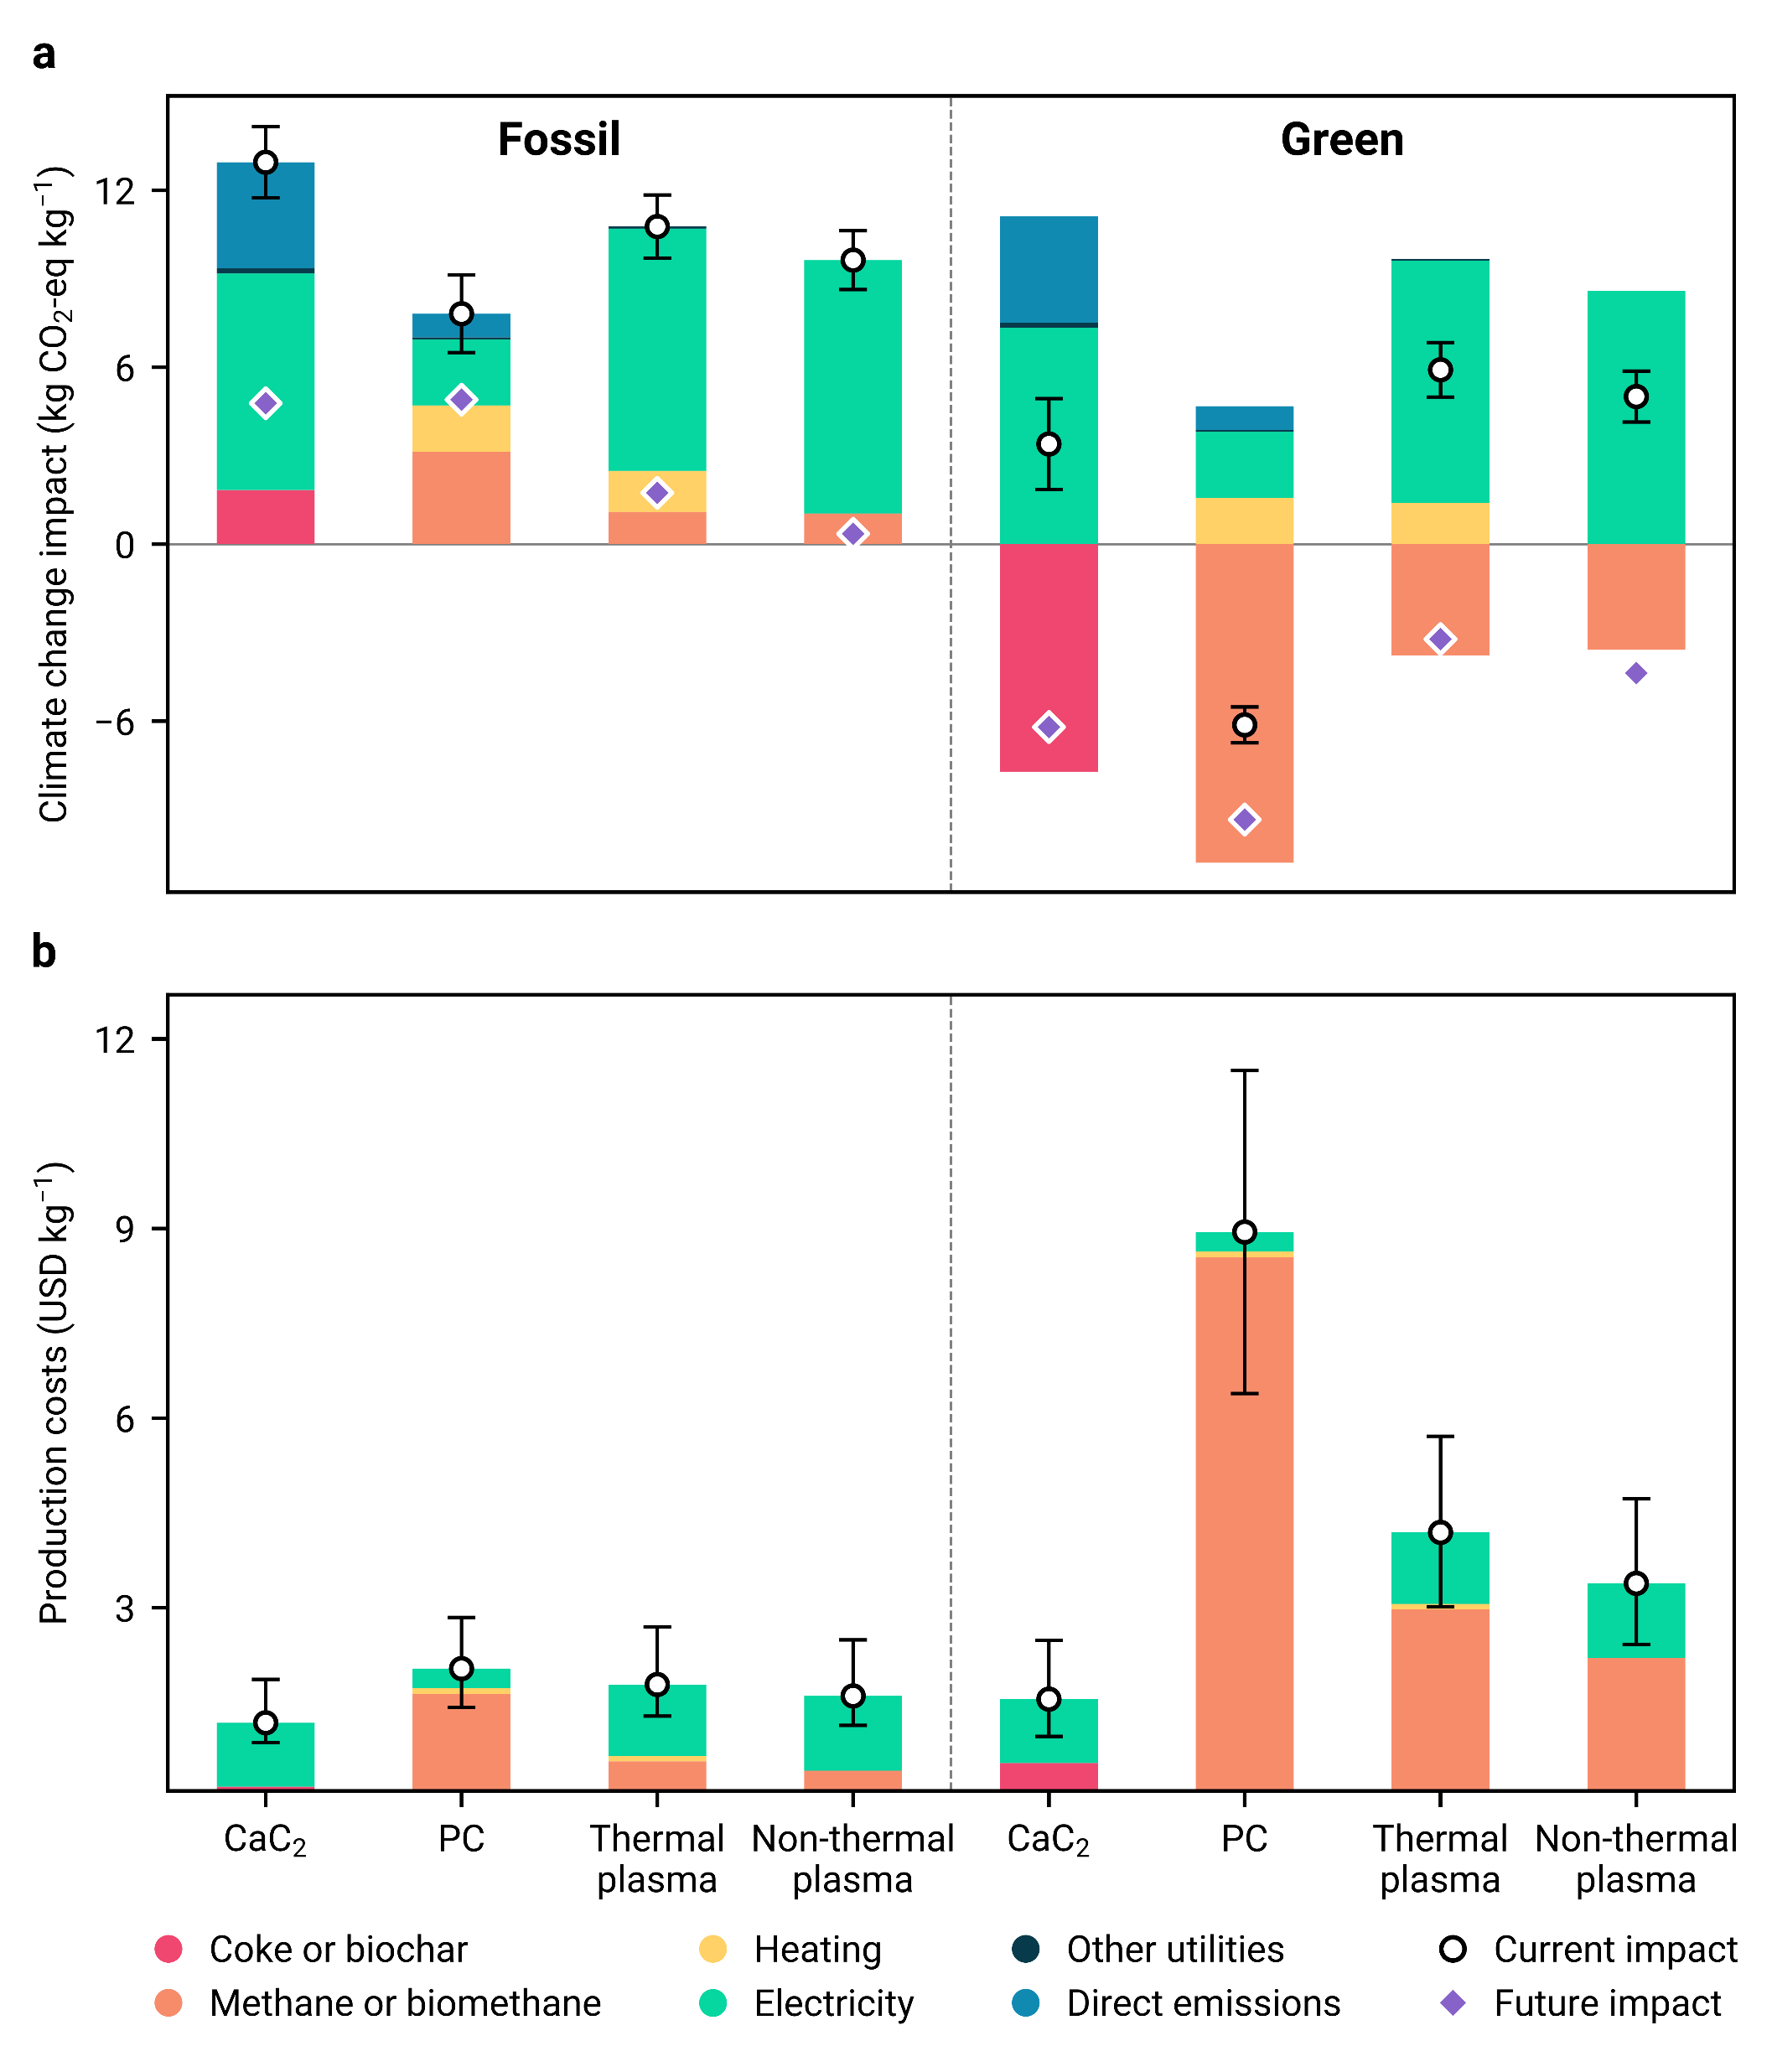 a
Fossil
Green
Climate change impact (kg CO₂-eq kg⁻¹)
12
6
0
−6
b
Production costs (USD kg⁻¹)
12
9
6
3
CaC₂
PC
Thermal
plasma
Non-thermal
plasma
CaC₂
PC
Thermal
plasma
Non-thermal
plasma
Coke or biochar
Heating
Other utilities
Current impact
Methane or biomethane
Electricity
Direct emissions
Future impact